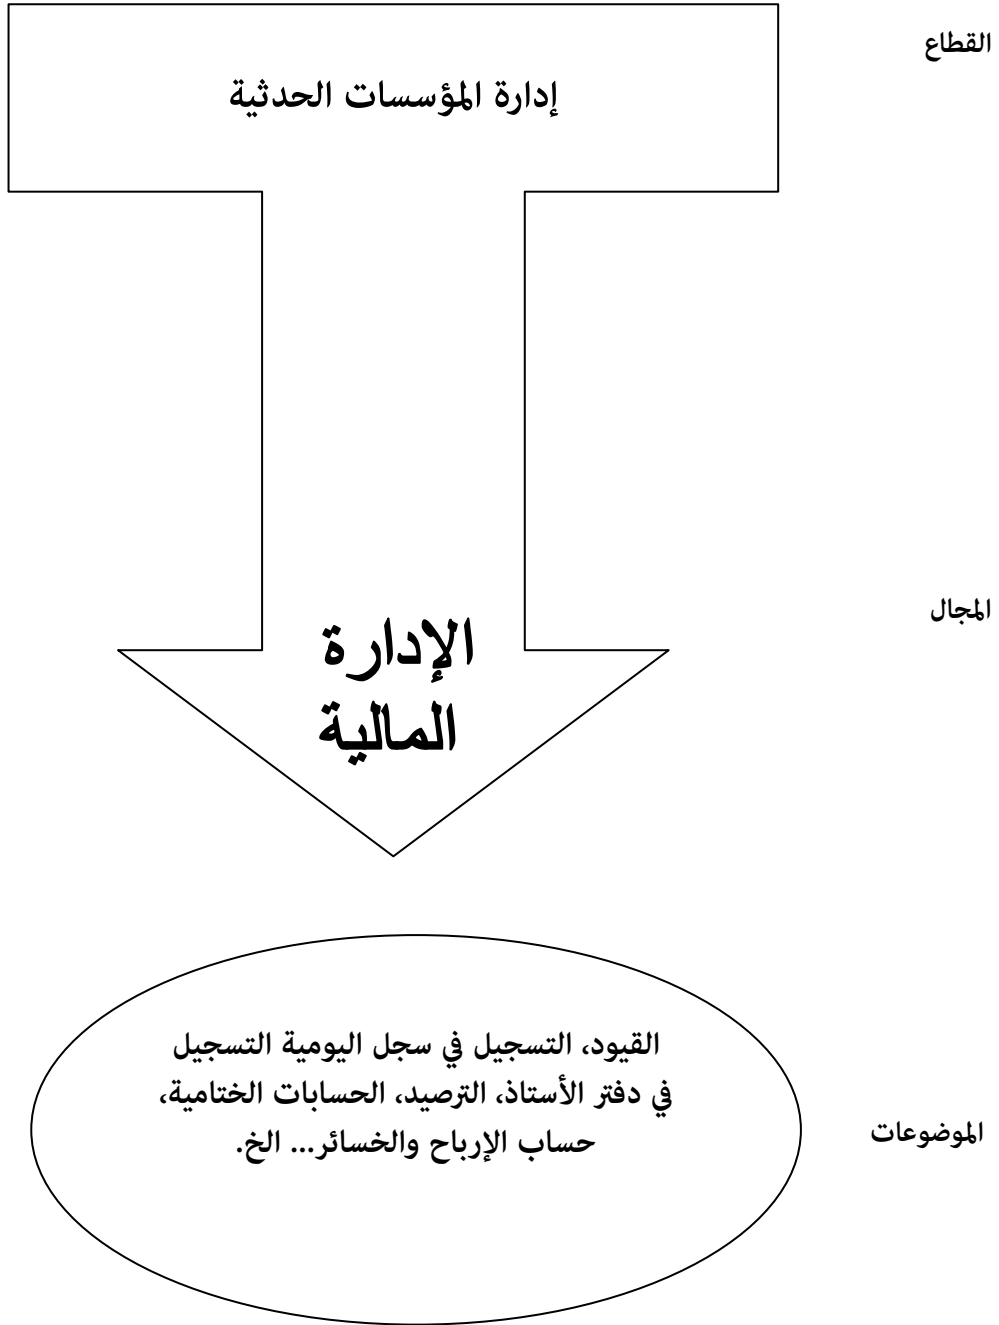 القطاع
إدارة المؤسسات الحدثية
المجال
الإدارة
المالية
القيود، التسجيل في سجل اليومية التسجيل
في دفتر الأستاذ، الترصيد، الحسابات الختامية،
حساب الإرباح والخسائر... الخ.
الموضوعات